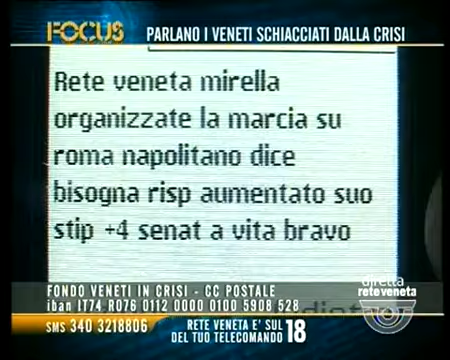 FOCUS
PARLANO I VENETI SCHIACCIATI DALLA CRISI
Rete veneta mirella
organizzate la marcia su
roma napolitano dice
bisogna risp aumentato suo
stip +4 senat a vita bravo
FONDO VENETI IN CRISI - CC POSTALE
iban IT74 R076 0112 0000 0100 5908 528
diretta
reteveneta
SMS 340 3218806
RETE VENETA E' SUL
DEL TUO TELECOMANDO 18